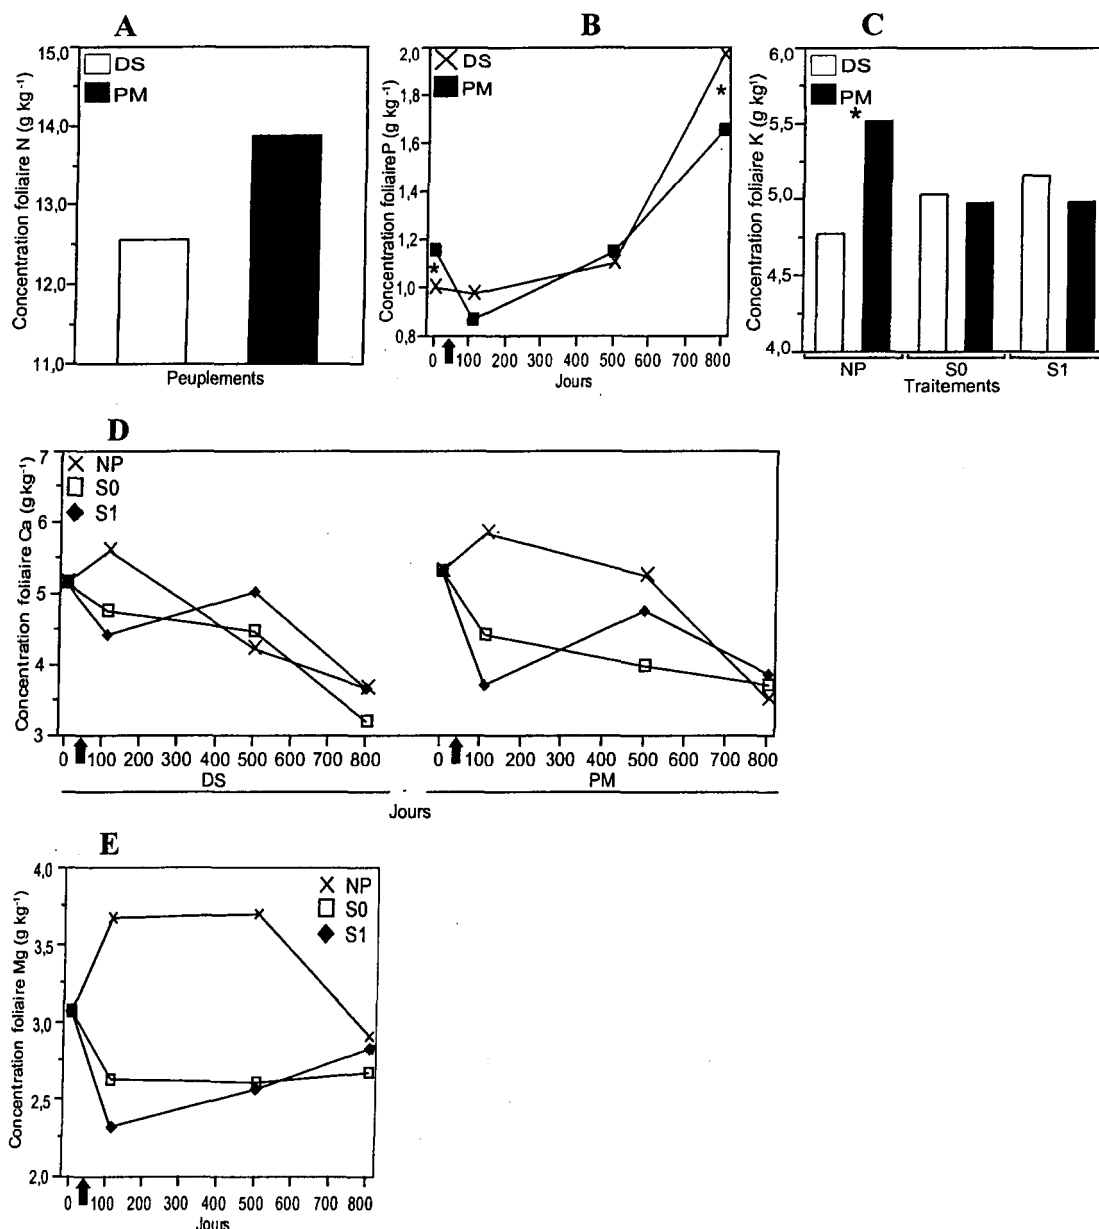 A
Concentration foliaire N (g kg⁻¹)
15,0
14,0
13,0
12,0
11,0
DS
PM
Peuplements
B
Concentration foliaire P (g kg⁻¹)
2,0
1,8
1,6
1,4
1,2
1,0
0,8
DS
PM
*
*
0 100 200 300 400 500 600 700 800
Jours
C
Concentration foliaire K (g kg¹)
6,0
5,5
5,0
4,5
4,0
DS
PM
*
NP S0 S1
Traitements
D
Concentration foliaire Ca (g kg⁻¹)
7
6
5
4
3
NP
S0
S1
0 100 200 300 400 500 600 700 800
DS
0 100 200 300 400 500 600 700 800
PM
Jours
E
Concentration foliaire Mg (g kg⁻¹)
4,0
3,5
3,0
2,5
2,0
NP
S0
S1
0 100 200 300 400 500 600 700 800
Jours